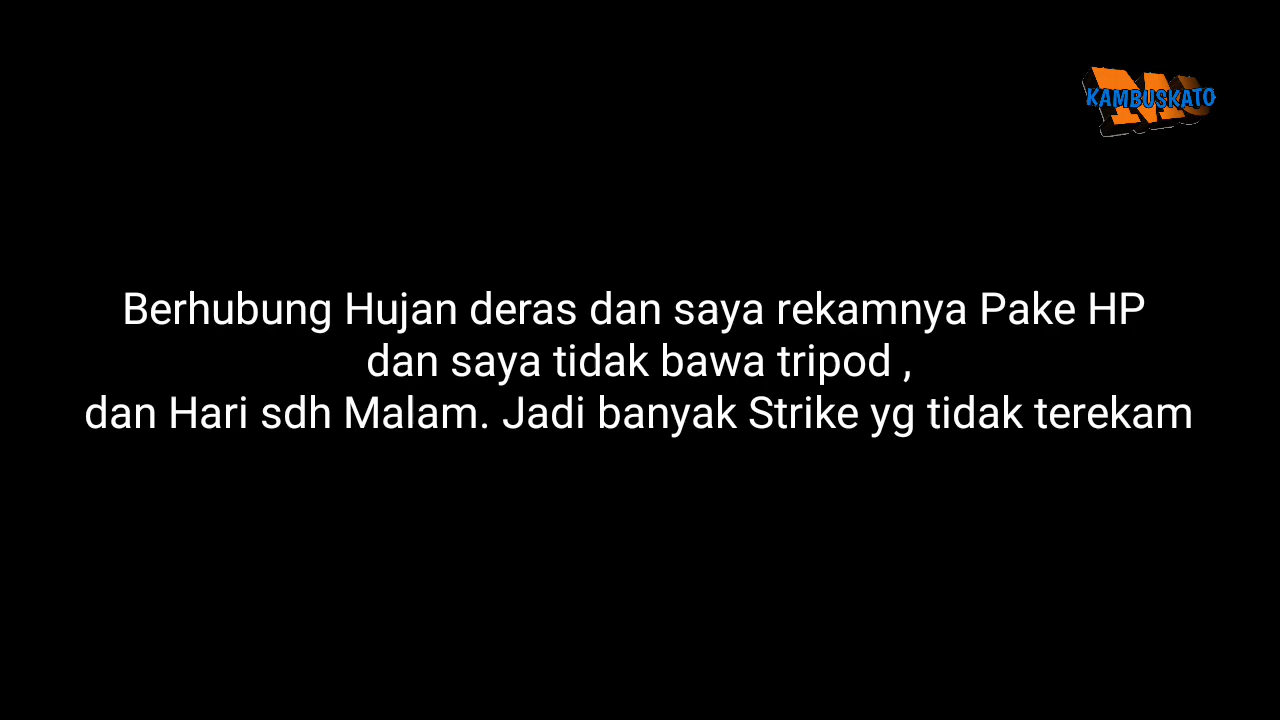 KAMBUSKATO
Berhubung Hujan deras dan saya rekamnya Pake HP
dan saya tidak bawa tripod ,
dan Hari sdh Malam. Jadi banyak Strike yg tidak terekam